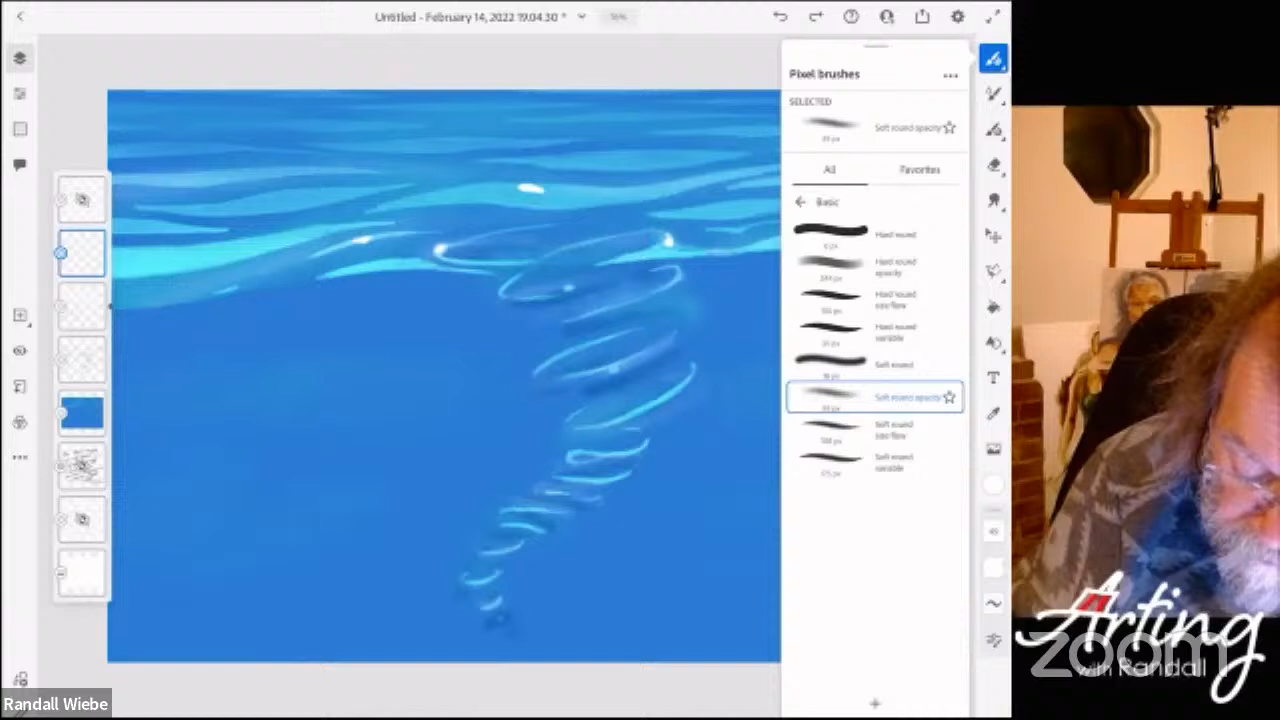 Untitled - February 14, 2022 19.04.30 *
Pixel brushes
SELECTED
Soft round opacity
All
Favorites
Basic
Hard round
Hard round
opacity
Hard round
size flow
Hard round
variable
Soft round
Soft round opacity
Soft round
size flow
Soft round
variable
T
Arting
with Randall
zoom
Randall Wiebe